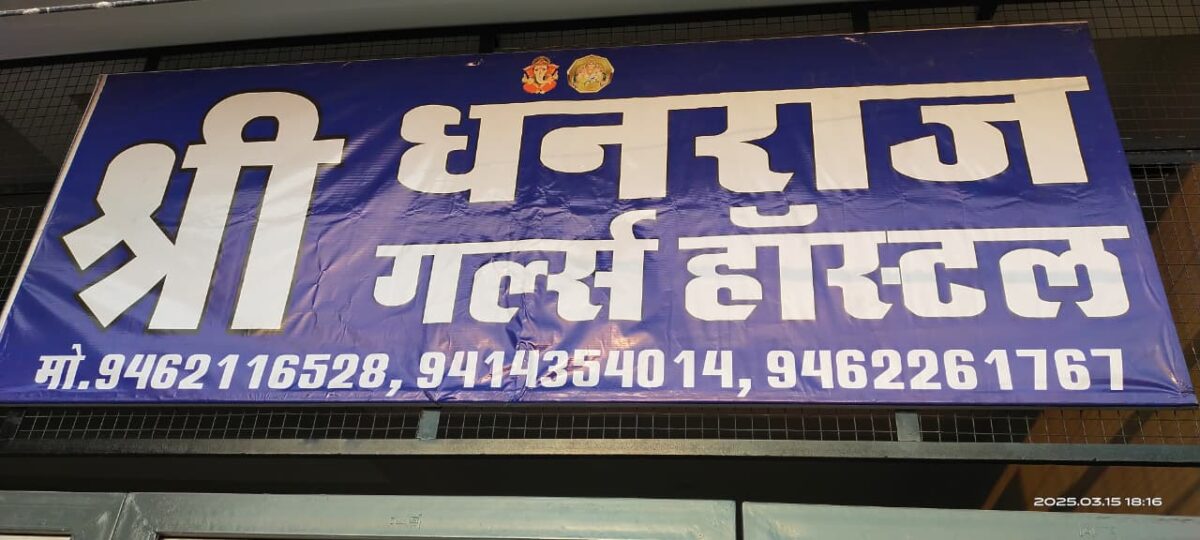 श्री धनराज
गर्ल्स हॉस्टल
मो.9462116528, 9414354014, 9462261767
2025.03.15 18:16